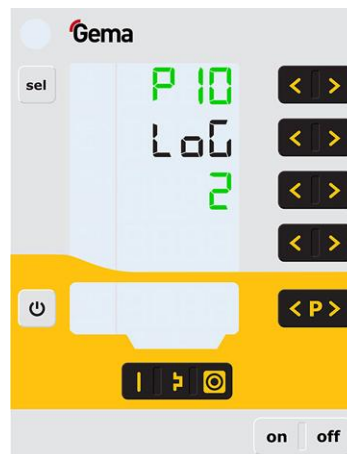 Gema
sel
P 10
< >
LoG
< >
2
< >
< >
< P >
on
off